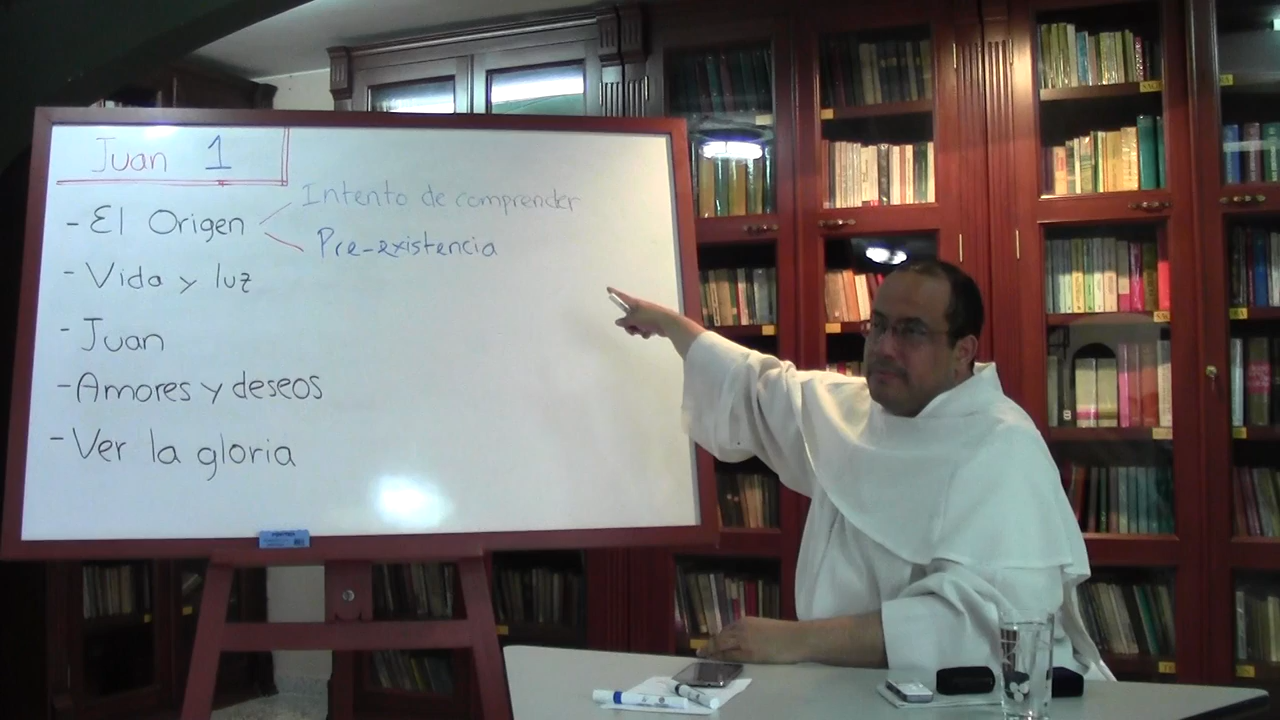 Juan 1
- El Origen
Intento de comprender
Pre-existencia
- Vida y luz
- Juan
- Amores y deseos
- Ver la gloria